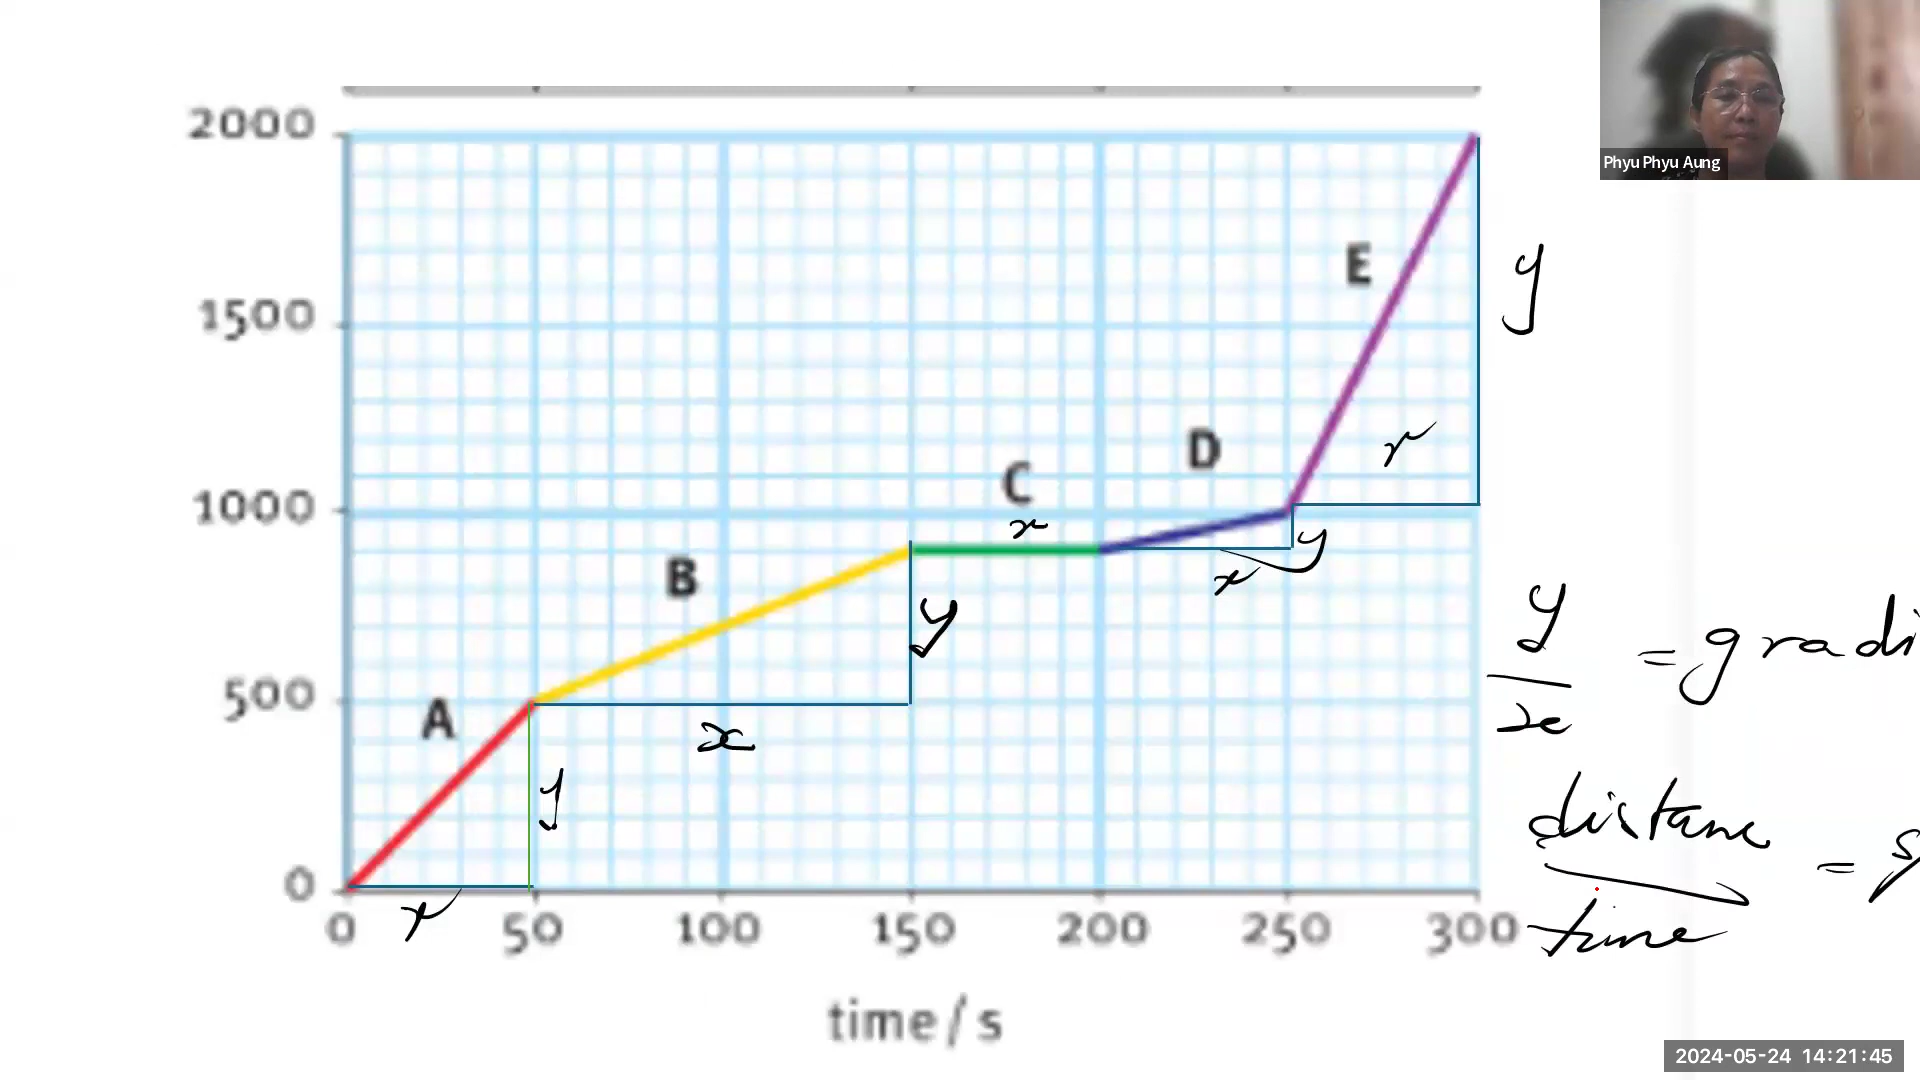 Phyu Phyu Aung
2000
1500
1000
500
0
A
B
C
D
E
x
y
x
y
x
x
y
r
y
y
x
= gradi
distane
time
= s
0 50 100 150 200 250 300
time / s
2024-05-24 14:21:45